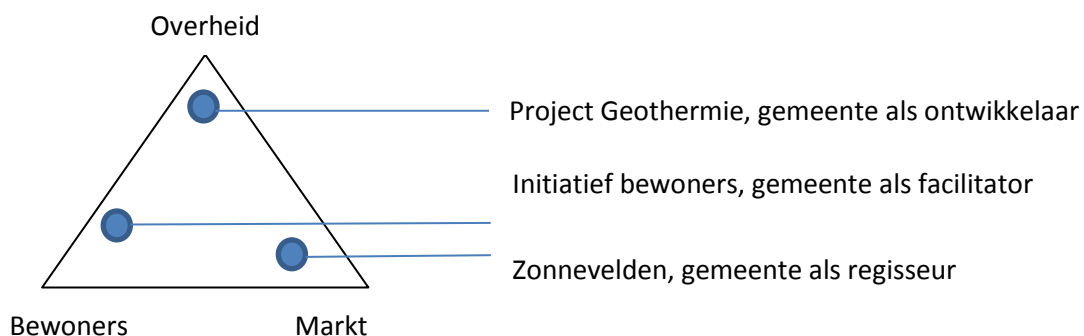 Overheid
Project Geothermie, gemeente als ontwikkelaar
Initiatief bewoners, gemeente als facilitator
Zonnevelden, gemeente als regisseur
Bewoners
Markt